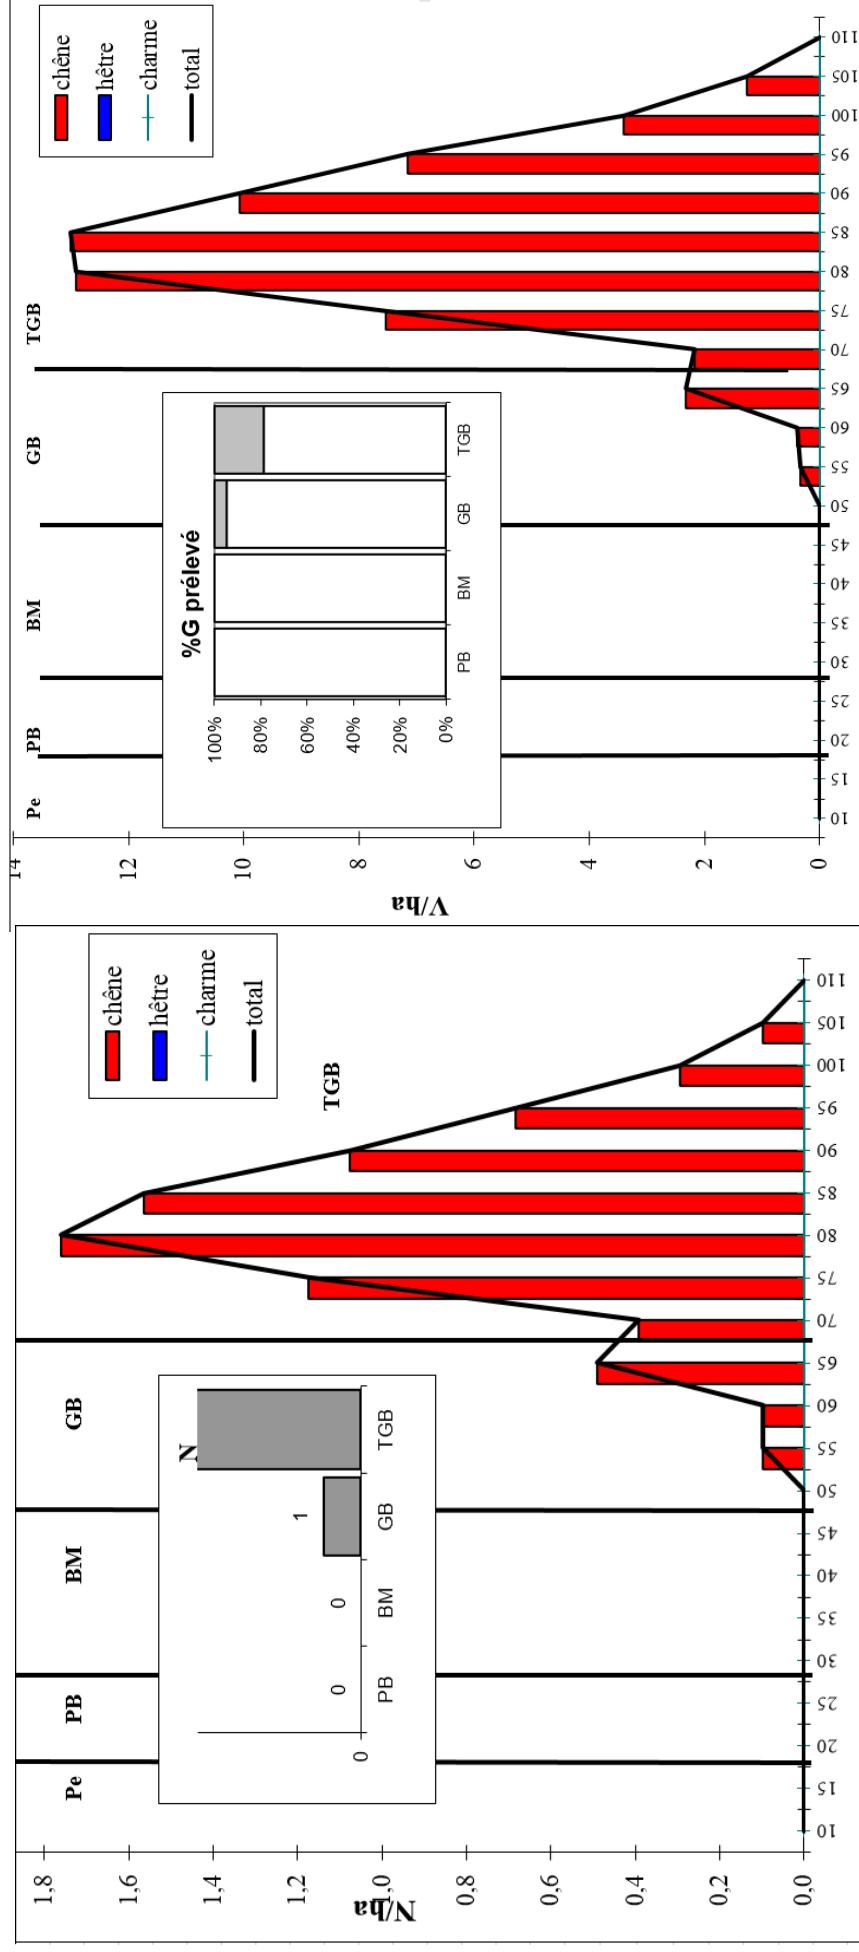 chêne
hêtre
charme
total
Pe
PB
BM
GB
TGB
V/ha
14
12
10
8
6
4
2
0
10 15 20 25 30 35 40 45 50 55 60 65 70 75 80 85 90 95 100 105 110
%G prélevé
100%
80%
60%
40%
20%
0%
PB BM GB TGB
chêne
hêtre
charme
total
Pe
PB
BM
GB
TGB
N/ha
1,8
1,6
1,4
1,2
1,0
0,8
0,6
0,4
0,2
0,0
10 15 20 25 30 35 40 45 50 55 60 65 70 75 80 85 90 95 100 105 110
N
0 0 1
0
PB BM GB TGB